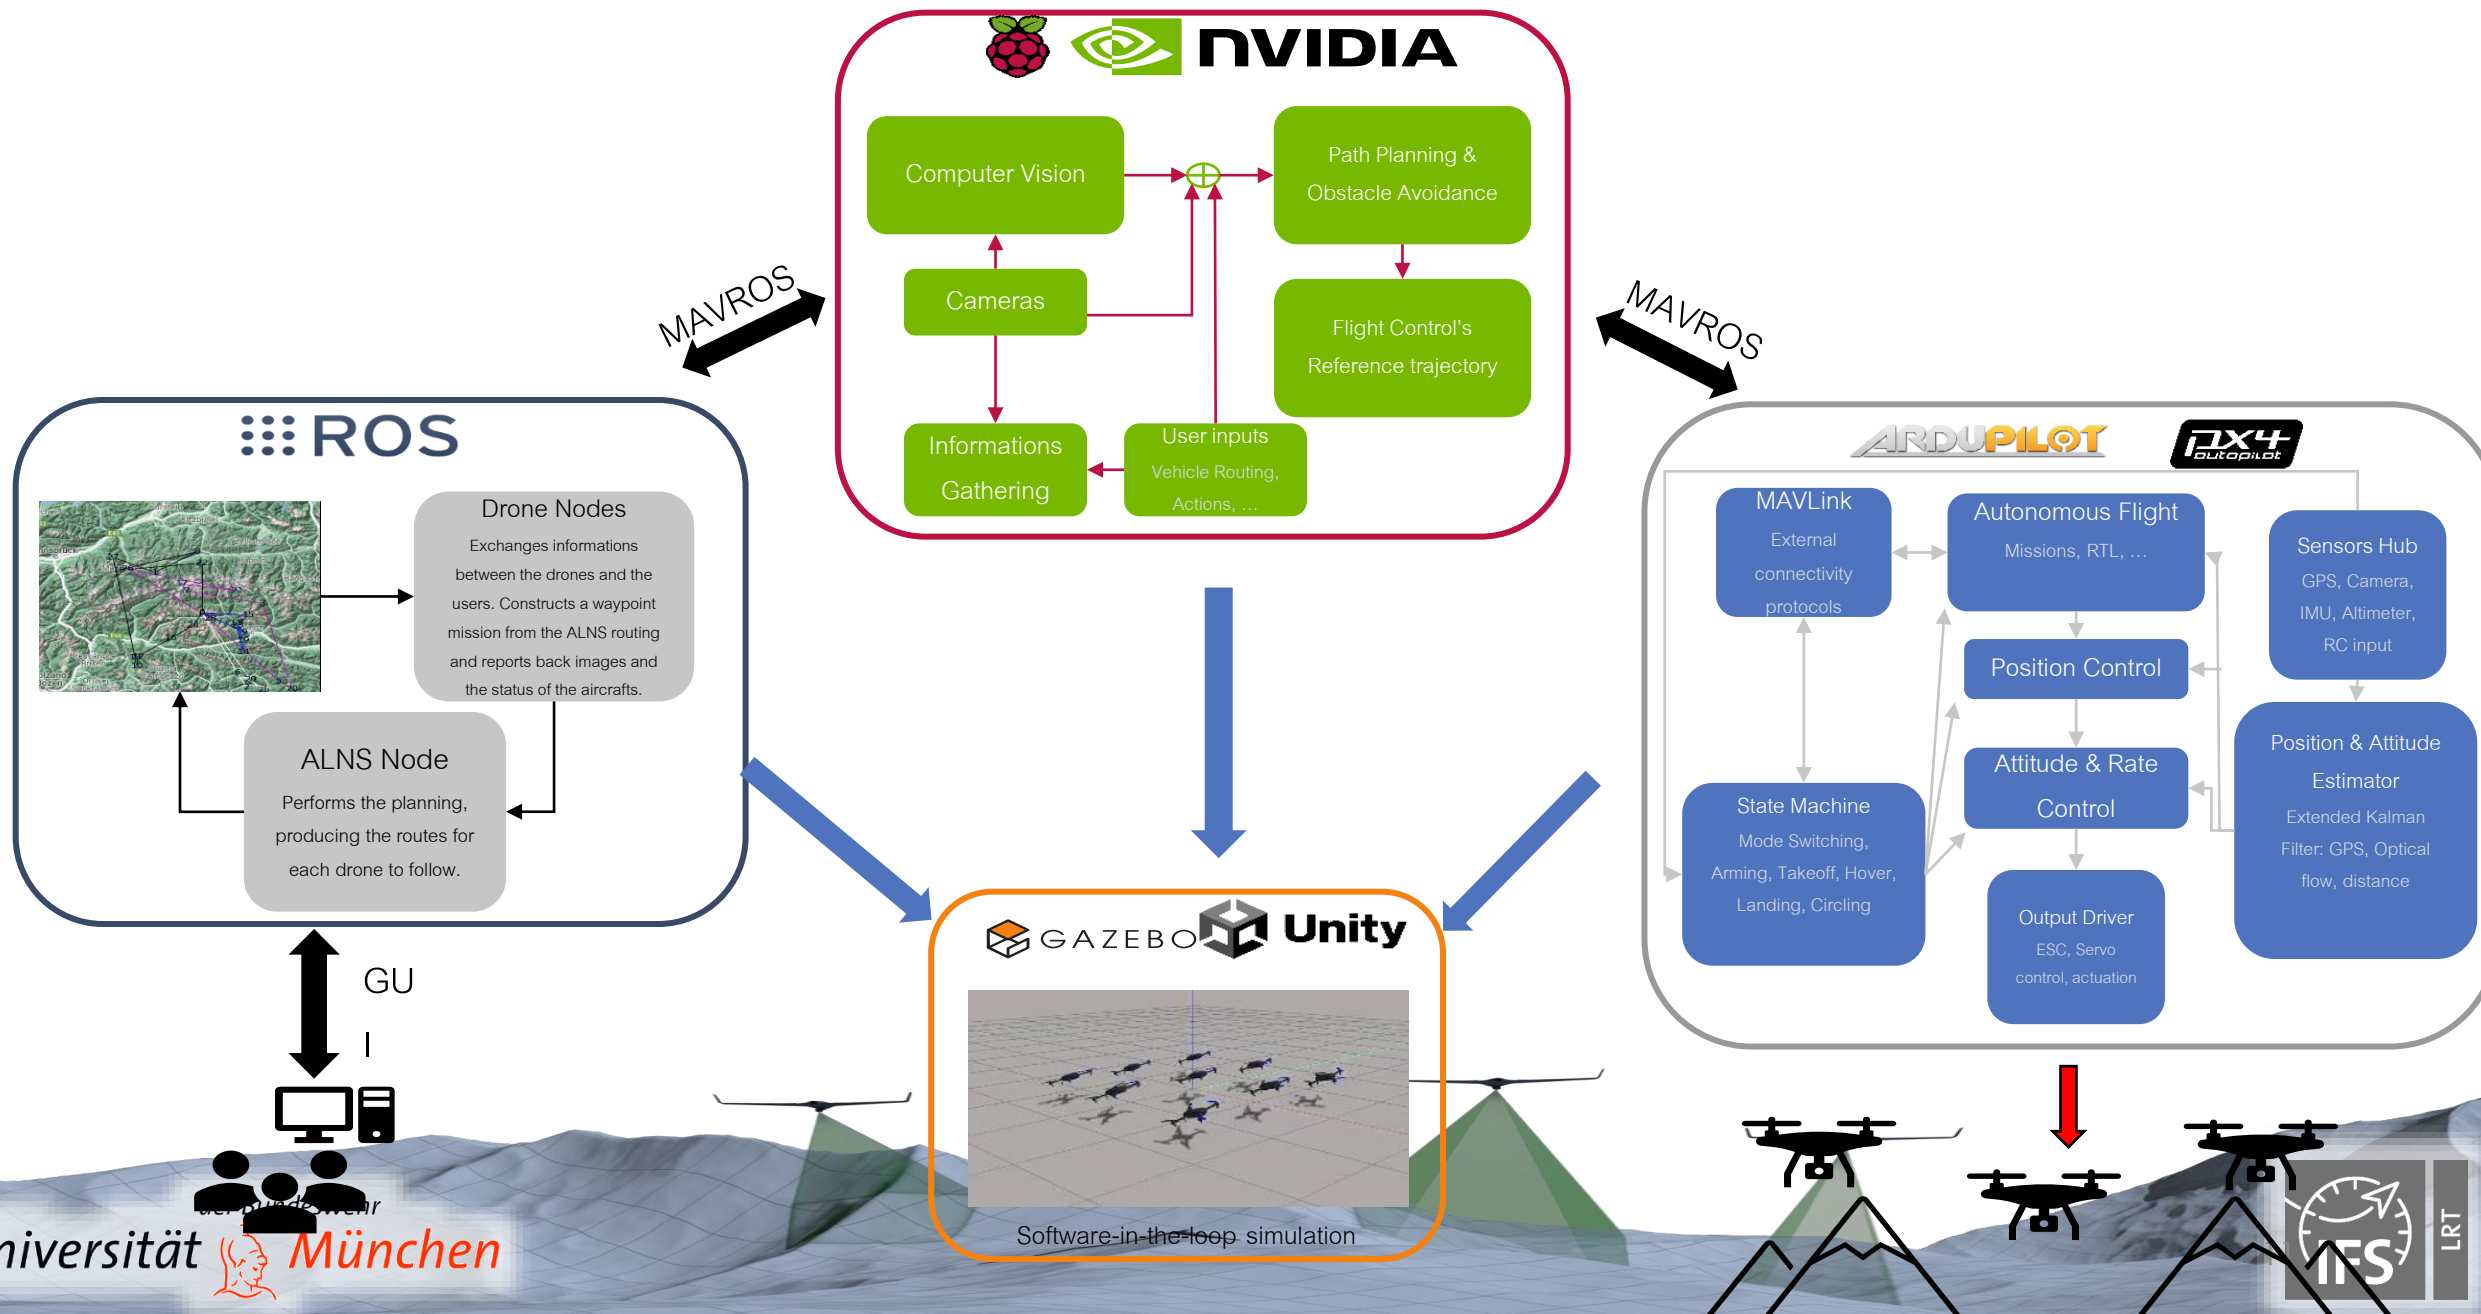 NVIDIA
Computer Vision
Path Planning &
Obstacle Avoidance
Cameras
Flight Control's
Reference trajectory
Informations
Gathering
User inputs
Vehicle Routing,
Actions, ...
MAVROS
MAVROS
ROS
Drone Nodes
Exchanges informations
between the drones and the
users. Constructs a waypoint
mission from the ALNS routing
and reports back images and
the status of the aircrafts.
ALNS Node
Performs the planning,
producing the routes for
each drone to follow.
GU
I
ARDUPILOT
px4
autopilot
MAVLink
External
connectivity
protocols
Autonomous Flight
Missions, RTL, ...
Sensors Hub
GPS, Camera,
IMU, Altimeter,
RC input
Position Control
Attitude & Rate
Control
Position & Attitude
Estimator
Extended Kalman
Filter: GPS, Optical
flow, distance
State Machine
Mode Switching,
Arming, Takeoff, Hover,
Landing, Circling
Output Driver
ESC, Servo
control, actuation
GAZEBO
Unity
Software-in-the-loop simulation
der Bundeswehr
niversität München
IFS
LRT